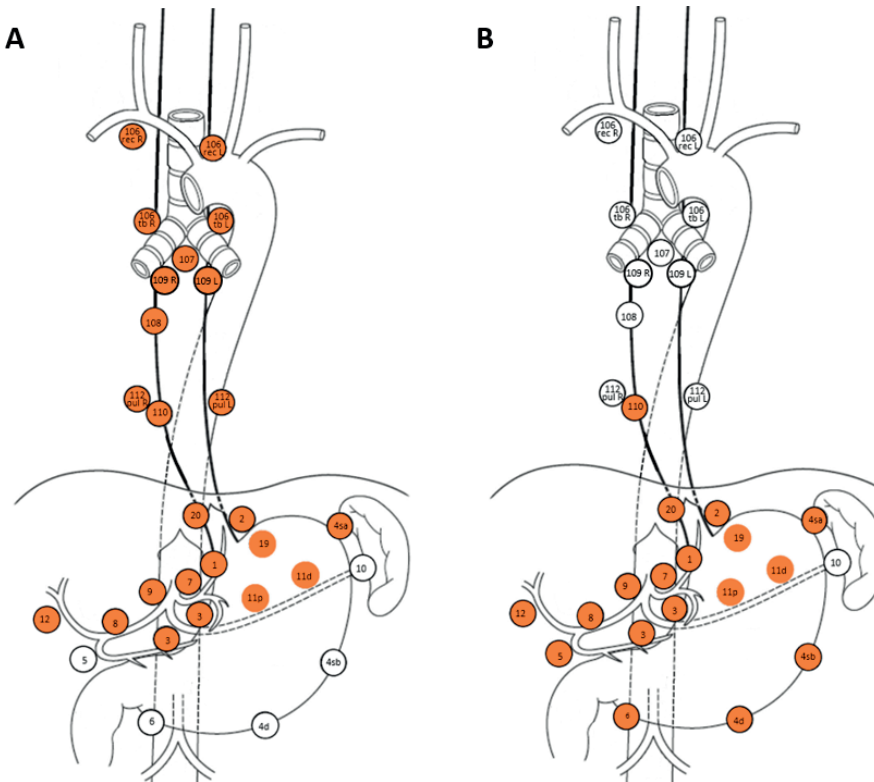 A
106
rec R
106
rec L
106
tb R
106
tb L
107
109 R
109 L
108
112
pul R
112
pul L
110
20
2
4sa
19
1
10
7
11d
9
11p
3
12
8
3
5
4sb
6
4d
B
106
rec R
106
rec L
106
tb R
106
tb L
107
109 R
109 L
108
112
pul R
112
pul L
110
20
2
4sa
19
1
10
7
11d
9
11p
3
12
8
3
5
4sb
6
4d